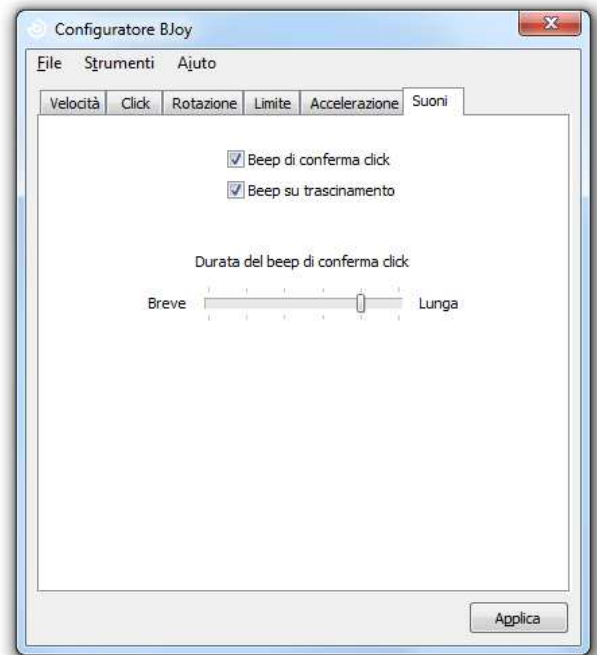 Configuratore BJoy
File Strumenti Ajuto
Velocità Click Rotazione Limite Accelerazione Suoni
Beep di conferma click
Beep su trascinamento
Durata del beep di conferma click
Breve Lunga
Applica